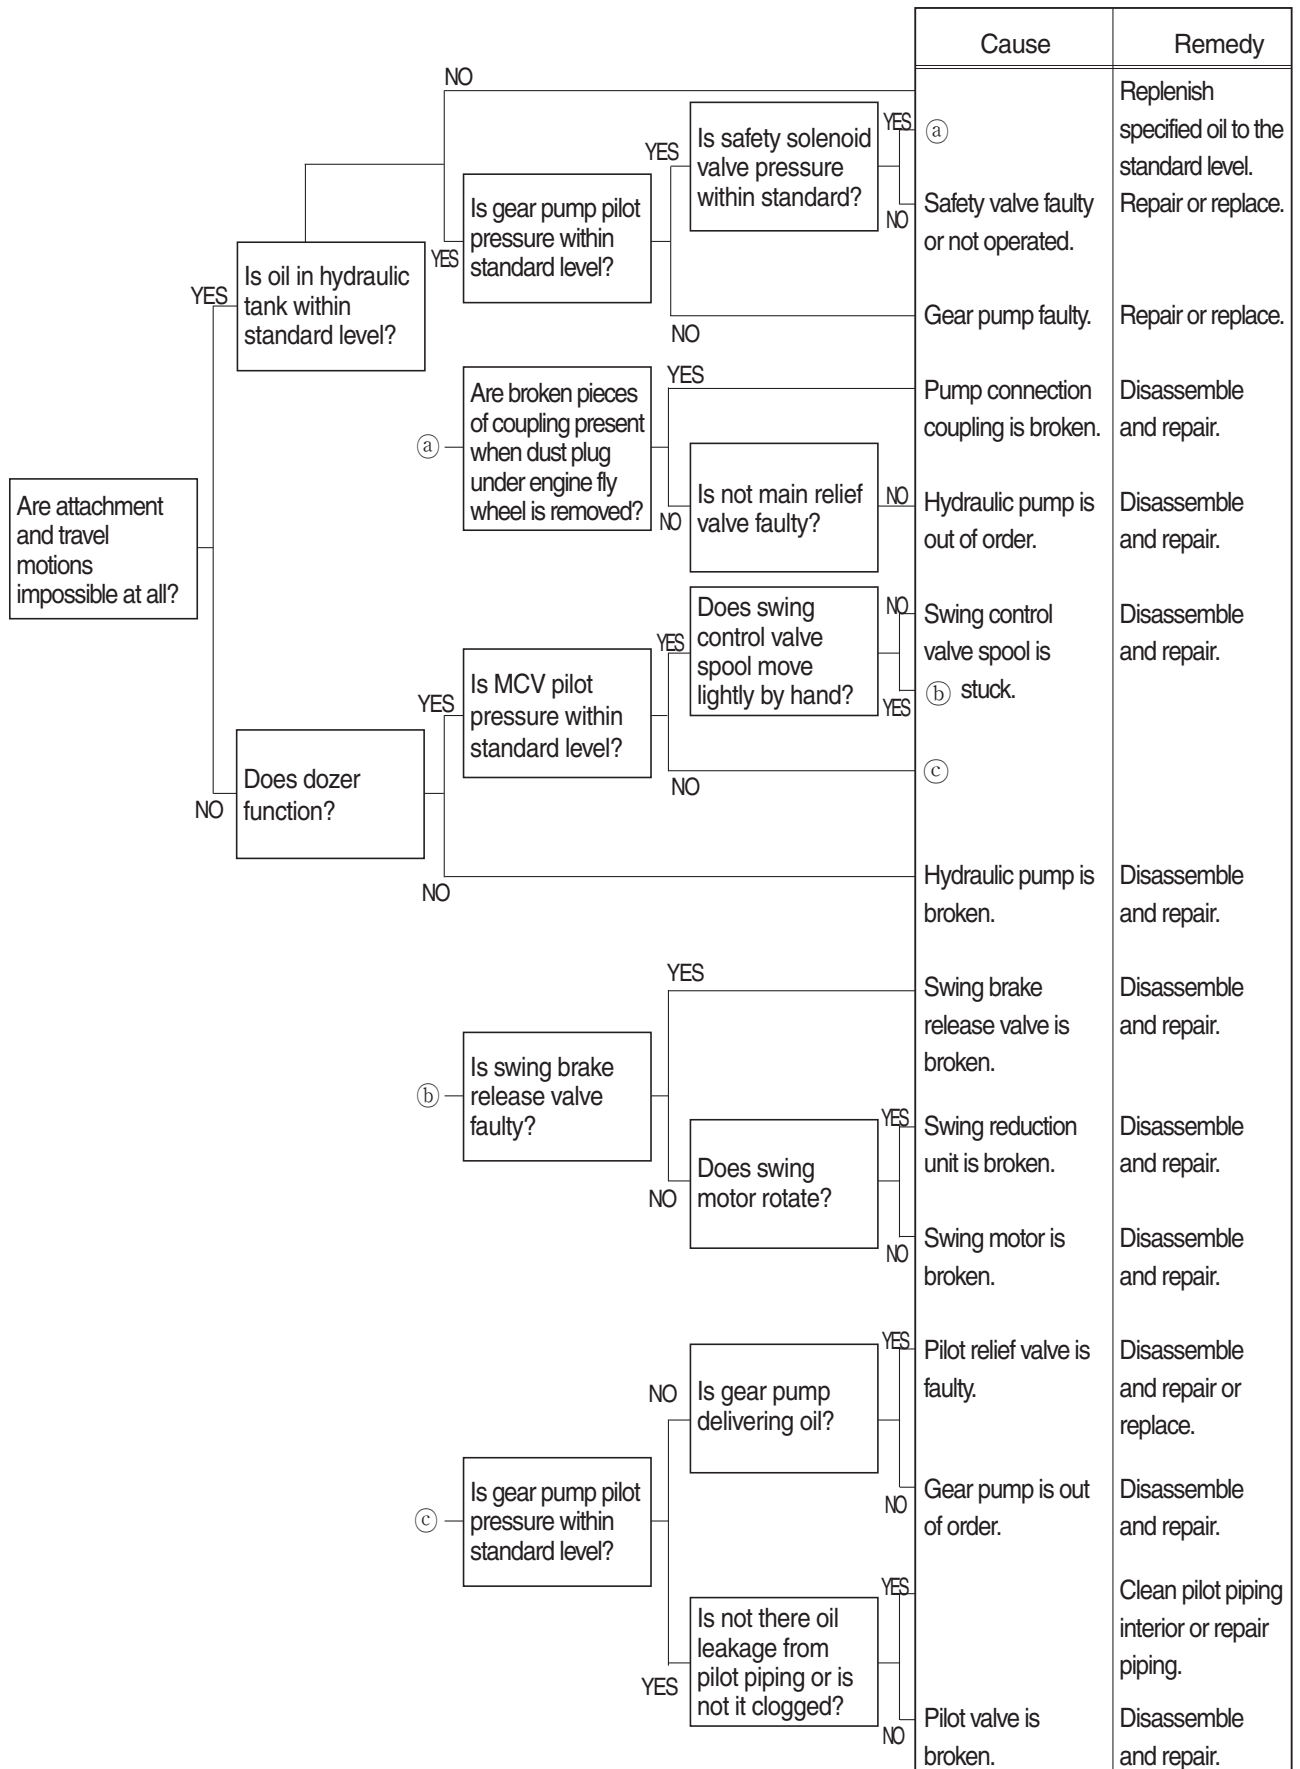 Cause
Remedy
NO
Replenish
specified oil to the
standard level.
YES
Is safety solenoid
valve pressure
within standard?
YES
ⓐ
NO
Safety valve faulty
or not operated.
Repair or replace.
Is gear pump pilot
pressure within
standard level?
YES
YES
Is oil in hydraulic
tank within
standard level?
NO
Gear pump faulty.
Repair or replace.
ⓐ
Are broken pieces
of coupling present
when dust plug
under engine fly
wheel is removed?
YES
Pump connection
coupling is broken.
Disassemble
and repair.
NO
Is not main relief
valve faulty?
NO
Hydraulic pump is
out of order.
Disassemble
and repair.
Are attachment
and travel
motions
impossible at all?
Does swing
control valve
spool move
lightly by hand?
NO
Swing control
valve spool is
ⓑ stuck.
Disassemble
and repair.
YES
YES
YES
Is MCV pilot
pressure within
standard level?
NO
ⓒ
NO
Does dozer
function?
NO
Hydraulic pump is
broken.
Disassemble
and repair.
ⓑ
Is swing brake
release valve
faulty?
YES
Swing brake
release valve is
broken.
Disassemble
and repair.
NO
Does swing
motor rotate?
YES
Swing reduction
unit is broken.
Disassemble
and repair.
NO
Swing motor is
broken.
Disassemble
and repair.
ⓒ
Is gear pump pilot
pressure within
standard level?
NO
Is gear pump
delivering oil?
YES
Pilot relief valve is
faulty.
Disassemble
and repair or
replace.
NO
Gear pump is out
of order.
Disassemble
and repair.
YES
Is not there oil
leakage from
pilot piping or is
not it clogged?
YES
Clean pilot piping
interior or repair
piping.
NO
Pilot valve is
broken.
Disassemble
and repair.